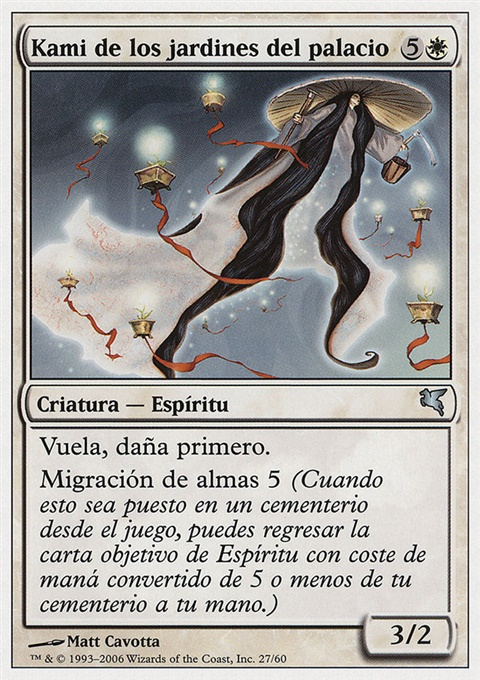 Kami de los jardines del palacio 5
Criatura — Espíritu
Vuela, daña primero.
Migración de almas 5 (Cuando
esto sea puesto en un cementerio
desde el juego, puedes regresar la
carta objetivo de Espíritu con coste de
maná convertido de 5 o menos de tu
cementerio a tu mano.)
Matt Cavotta
3/2
™ & © 1993–2006 Wizards of the Coast, Inc. 27/60